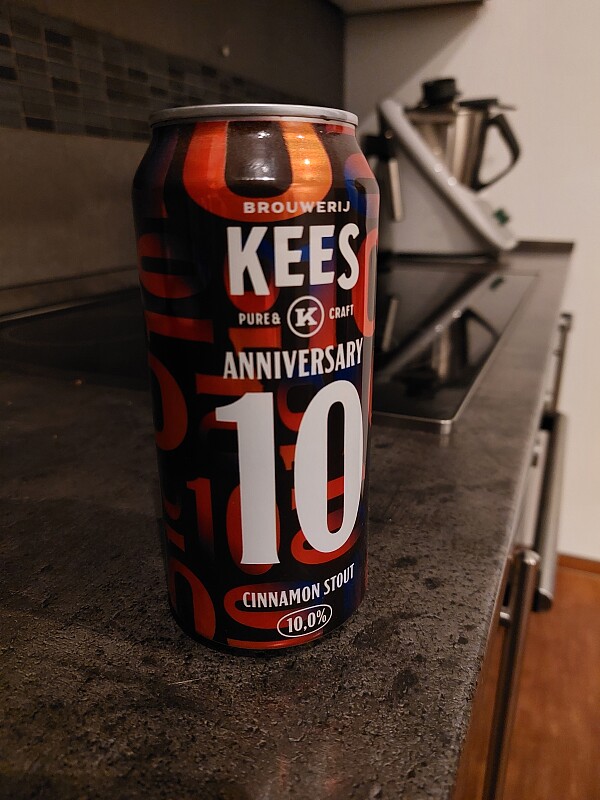 BROUWERIJ
KEES
PURE & K CRAFT
ANNIVERSARY
10
CINNAMON STOUT
10,0%